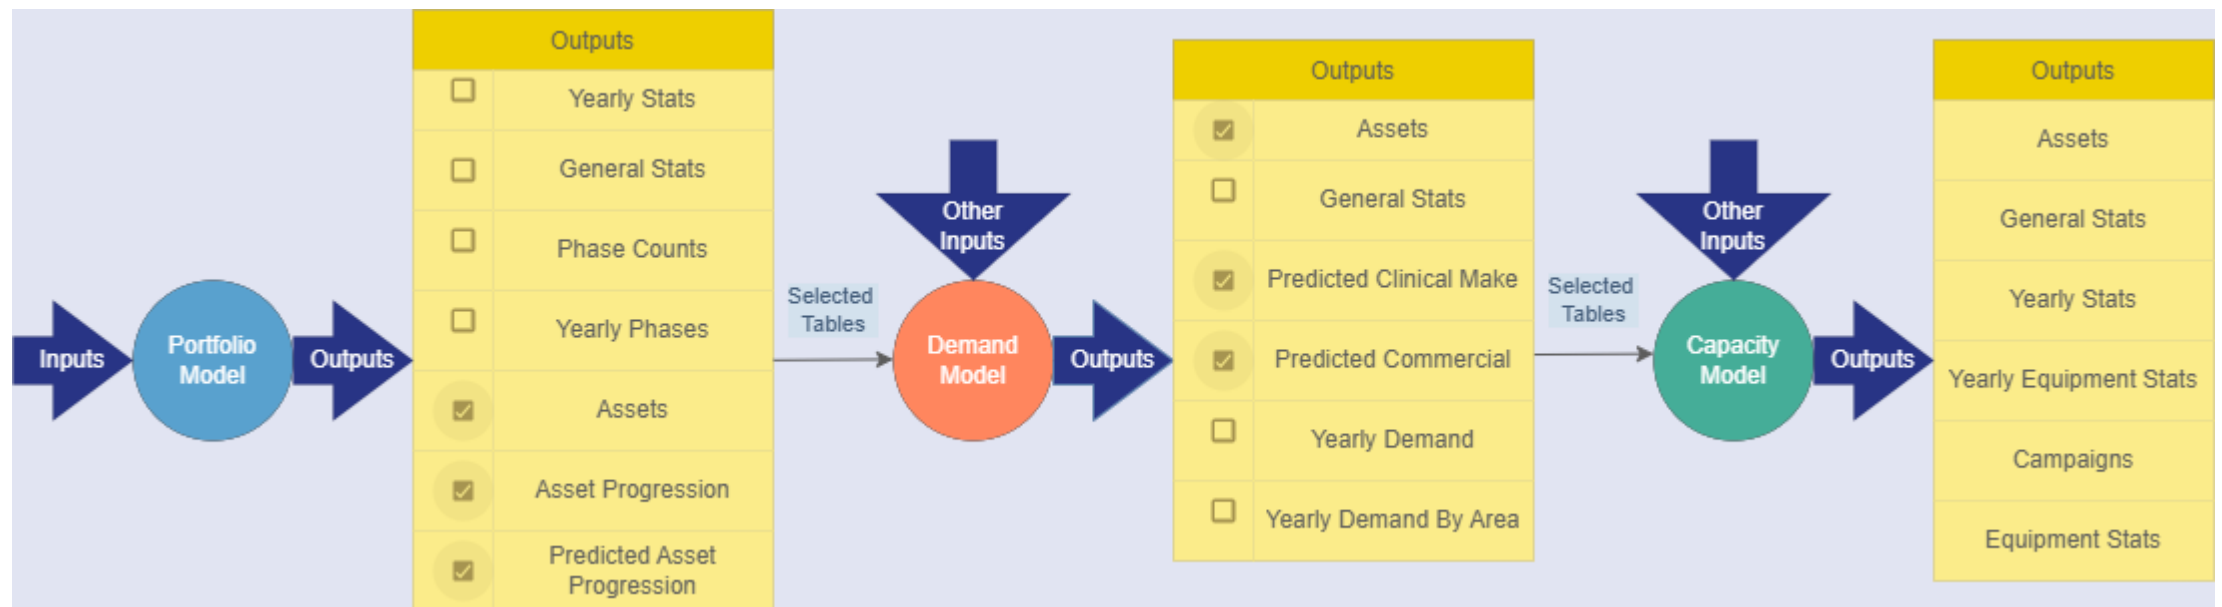 Inputs
Portfolio
Model
Outputs
Outputs
Yearly Stats
General Stats
Phase Counts
Yearly Phases
Assets
Asset Progression
Predicted Asset
Progression
Selected
Tables
Other
Inputs
Demand
Model
Outputs
Outputs
Assets
General Stats
Predicted Clinical Make
Predicted Commercial
Yearly Demand
Yearly Demand By Area
Selected
Tables
Other
Inputs
Capacity
Model
Outputs
Outputs
Assets
General Stats
Yearly Stats
Yearly Equipment Stats
Campaigns
Equipment Stats